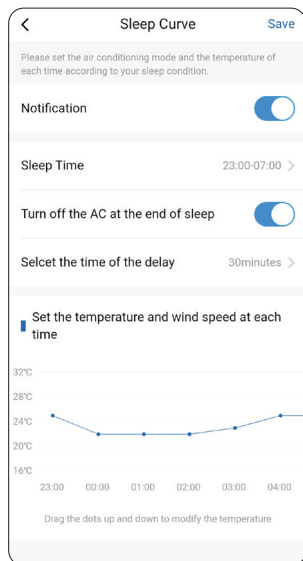 Sleep Curve Save
Please set the air conditioning mode and the temperature of
each time according to your sleep condition.
Notification
Sleep Time 23:00-07:00
Turn off the AC at the end of sleep
Selcet the time of the delay 30minutes
Set the temperature and wind speed at each
time
32℃
28℃
24℃
20℃
16℃
23:00 00:00 01:00 02:00 03:00 04:00
Drag the dots up and down to modify the temperature